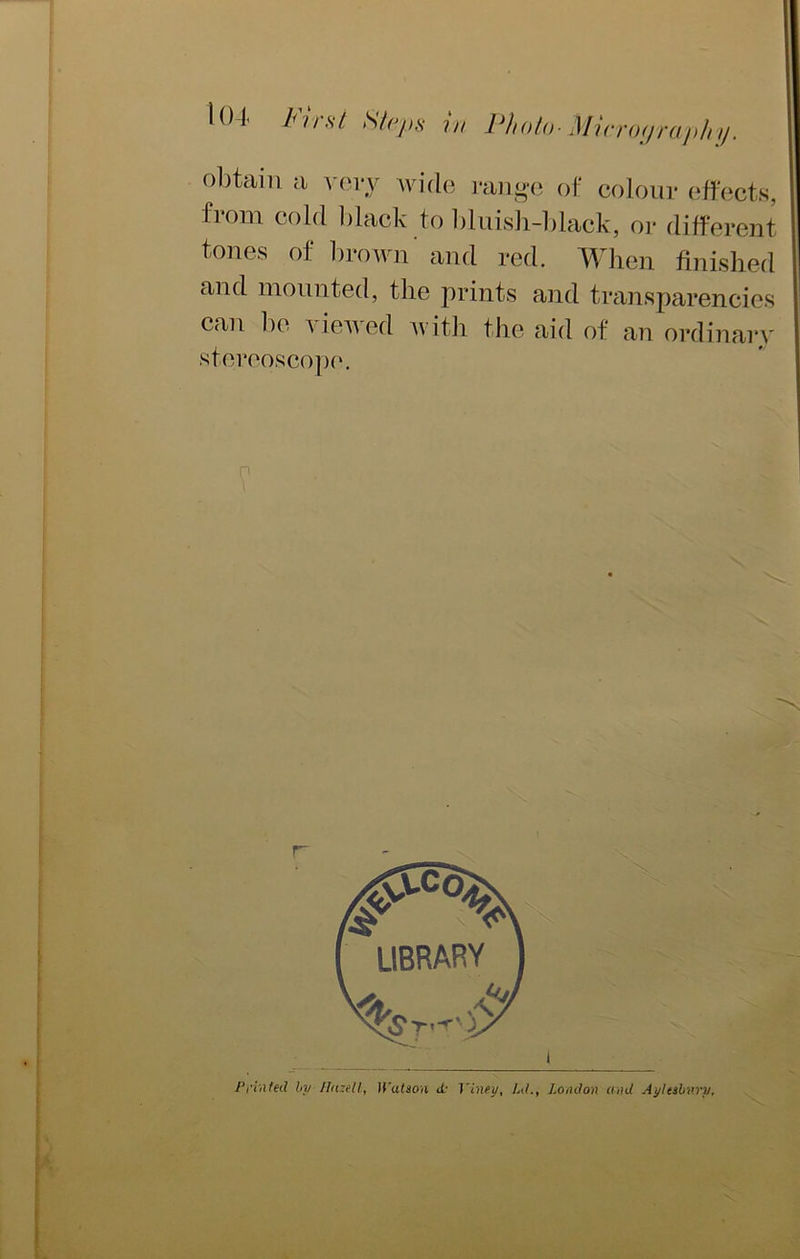 104 First Steps in Photo-Micrography.
obtain a very wide range of colour effects,
from cold black to bluish-black, or different
tones of brown and red. When finished
and mounted, the prints and transparencies
can be viewed with the aid of an ordinary
stereoscope.
WELLCOME
LIBRARY
Printed by Hazell, Watson & Viney, Ld., London and Aylesbury.